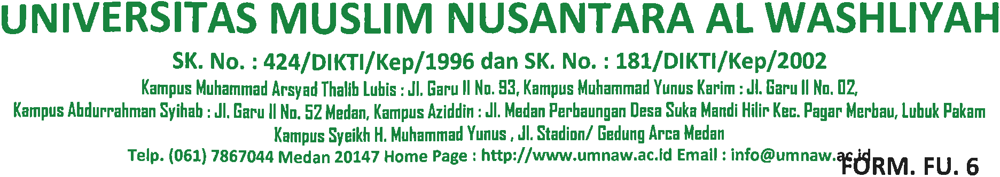 UNIVERSITAS MUSLIM NUSANTARA AL WASHLIYAH
SK. No. : 424/DIKTI/Kep/1996 dan SK. No. : 181/DIKTI/Kep/2002
Kampus Muhammad Arsyad Thalib Lubis : Jl. Garu II No. 93, Kampus Muhammad Yunus Karim : Jl. Garu II No. 02,
Kampus Abdurrahman Syihab : Jl. Garu II No. 52 Medan, Kampus Aziddin : Jl. Medan Perbaungan Desa Suka Mandi Hilir Kec. Pagar Merbau, Lubuk Pakam
Kampus Syeikh H. Muhammad Yunus , Jl. Stadion/ Gedung Arca Medan
Telp. (061) 7867044 Medan 20147 Home Page : http://www.umnaw.ac.id Email : info@umnaw.ac.id
FORM. FU. 6